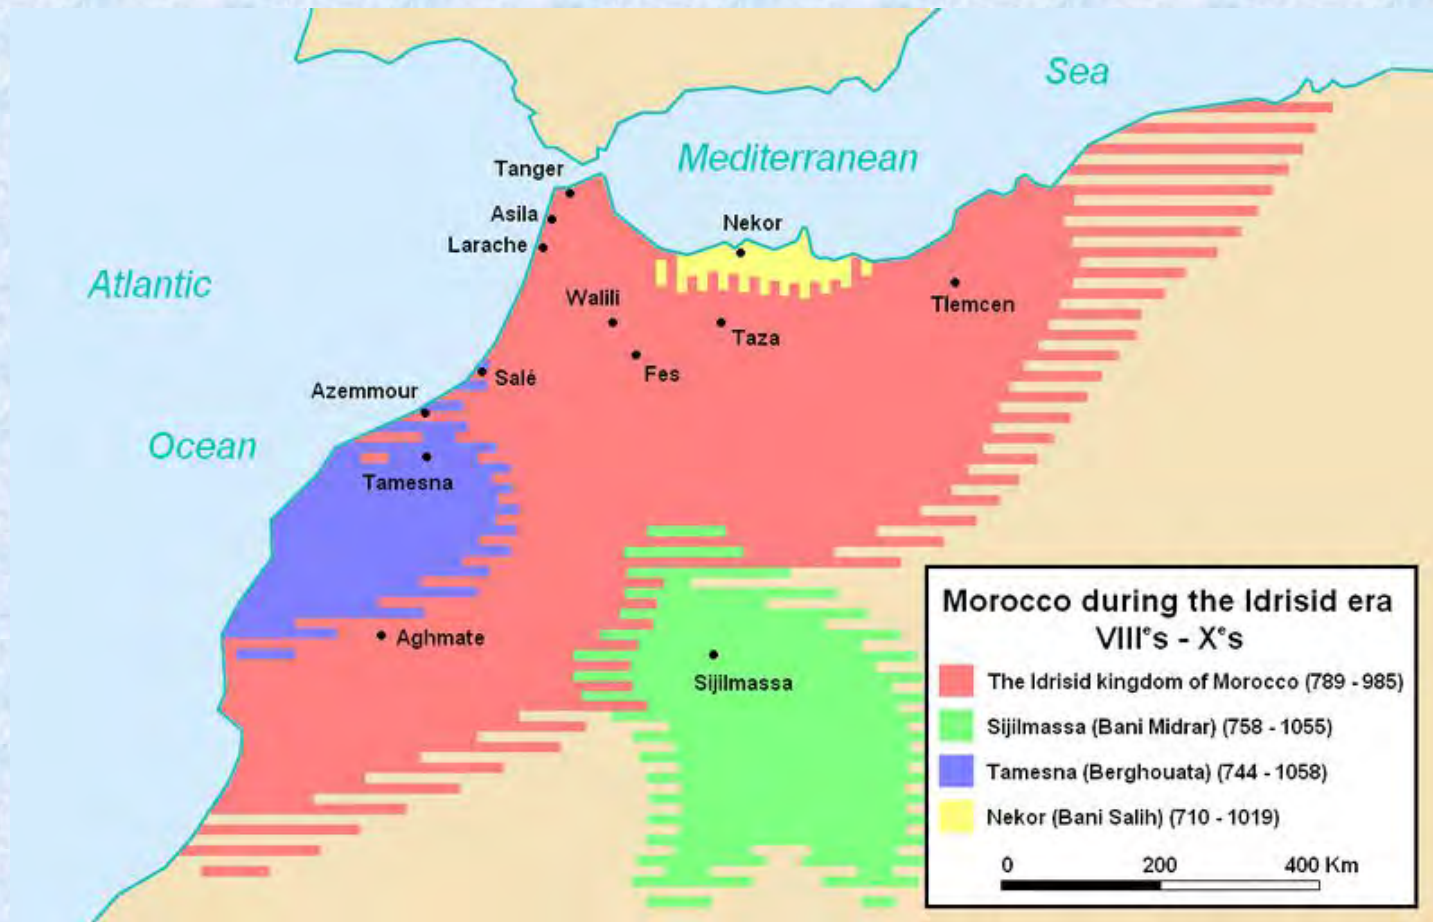 Sea
Mediterranean
Tanger
Asila
Nekor
Larache
Atlantic
Walili
Tlemcen
Taza
Fes
Salé
Azemmour
Ocean
Tamesna
Aghmate
Sijilmassa
Morocco during the Idrisid era
VIIIᵉs - Xᵉs
The Idrisid kingdom of Morocco (789 - 985)
Sijilmassa (Bani Midrar) (758 - 1055)
Tamesna (Berghouata) (744 - 1058)
Nekor (Bani Salih) (710 - 1019)
0 200 400 Km